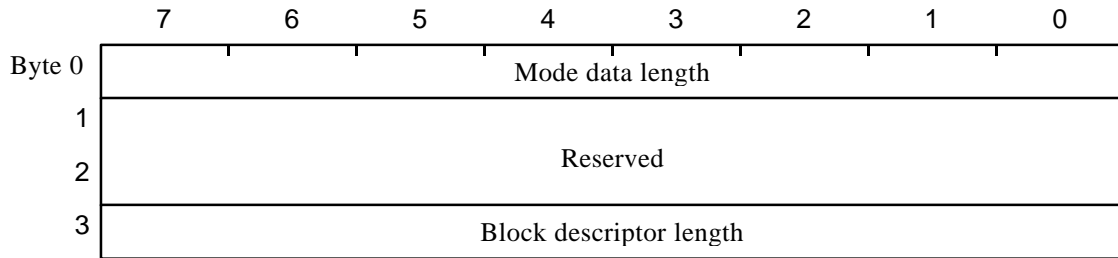 7 6 5 4 3 2 1 0
Byte 0 Mode data length
1
Reserved
2
3 Block descriptor length